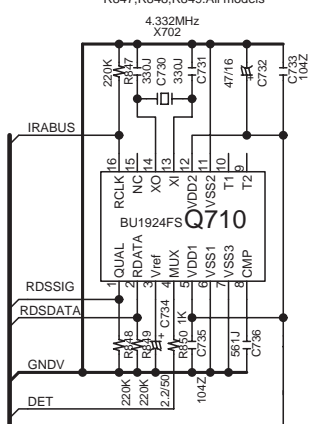 R847,R848,R849:All models
4.332MHz
X702
220K
R847
330J
C730
330J
C731
47/16
C732
C733
104Z
IRABUS
16
15
14
13
12
11
10
9
RCLK
NC
XO
XI
VDD2
VSS2
T1
T2
BU1924FS
Q710
QUAL
RDATA
Vref
MUX
VDD1
VSS1
VSS3
CMP
1
2
3
4
5
6
7
8
RDSSIG
RDSDATA
GNDV
DET
R848
220K
R849
220K
C734
2.2/50
R850
1K
C735
104Z
561J
C736